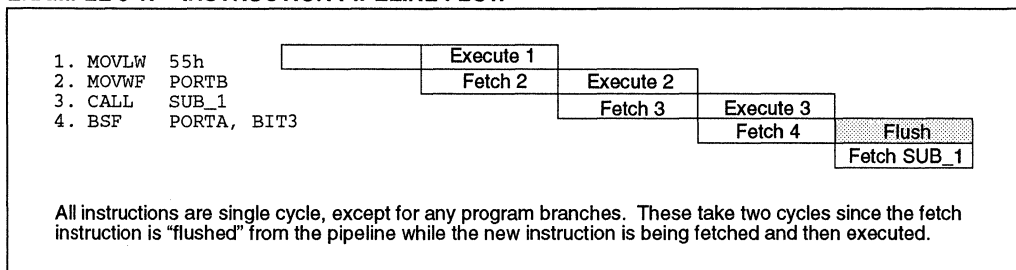 1. MOVLW 55h
2. MOVWF PORTB
3. CALL SUB_1
4. BSF PORTA, BIT3
Execute 1
Fetch 2 Execute 2
Fetch 3 Execute 3
Fetch 4 Flush
Fetch SUB_1
All instructions are single cycle, except for any program branches. These take two cycles since the fetch
instruction is “flushed” from the pipeline while the new instruction is being fetched and then executed.